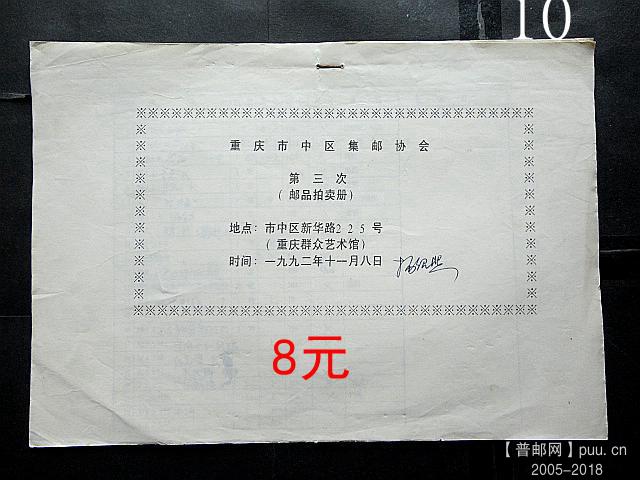 10
重庆市中区集邮协会
第三次
（邮品拍卖册）
地点：市中区新华路225号
（重庆群众艺术馆）
时间：一九九二年十一月八日
8元
【普邮网】puu.cn
2005-2018